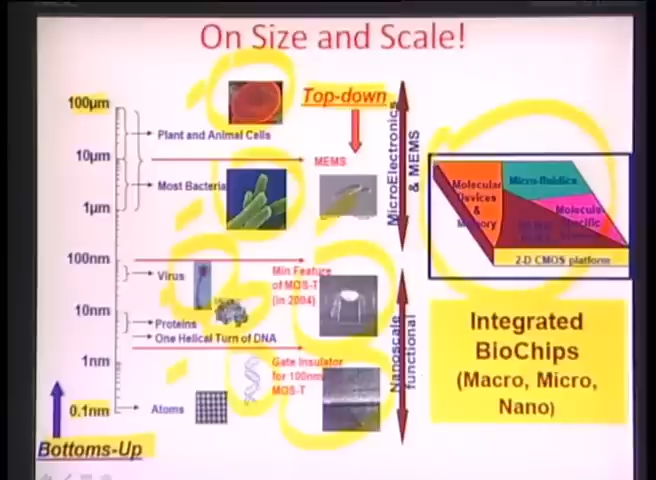 On Size and Scale!
100µm
10µm
1µm
100nm
10nm
1nm
0.1nm
Bottoms-Up
Plant and Animal Cells
Most Bacteria
Virus
Proteins
One Helical Turn of DNA
Atoms
Top-down
MEMS
Min Feature
of MOS-T
(in 2004)
Gate Insulator
for 100nm
MOS-T
MicroElectronics
& MEMS
Nanoscale
functional
Molecular
Devices
&
Memory
Micro-fluidics
2-D CMOS platform
Integrated
BioChips
(Macro, Micro,
Nano)